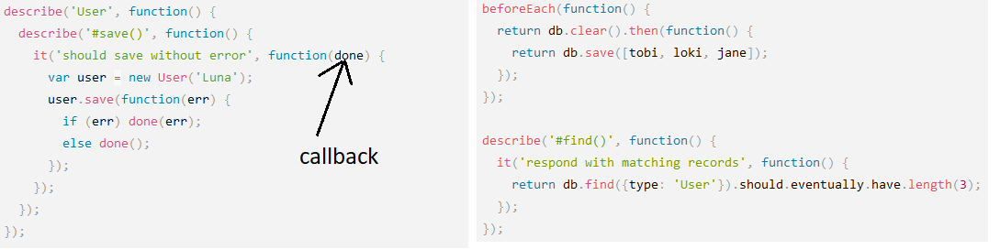 describe('User', function() {
  describe('#save()', function() {
    it('should save without error', function(done) {
      var user = new User('Luna');
      user.save(function(err) {
        if (err) done(err);
        else done();
      });
    });
  });
});
callback
beforeEach(function() {
  return db.clear().then(function() {
    return db.save([tobi, loki, jane]);
  });
});

describe('#find()', function() {
  it('respond with matching records', function() {
    return db.find({type: 'User'}).should.eventually.have.length(3);
  });
});